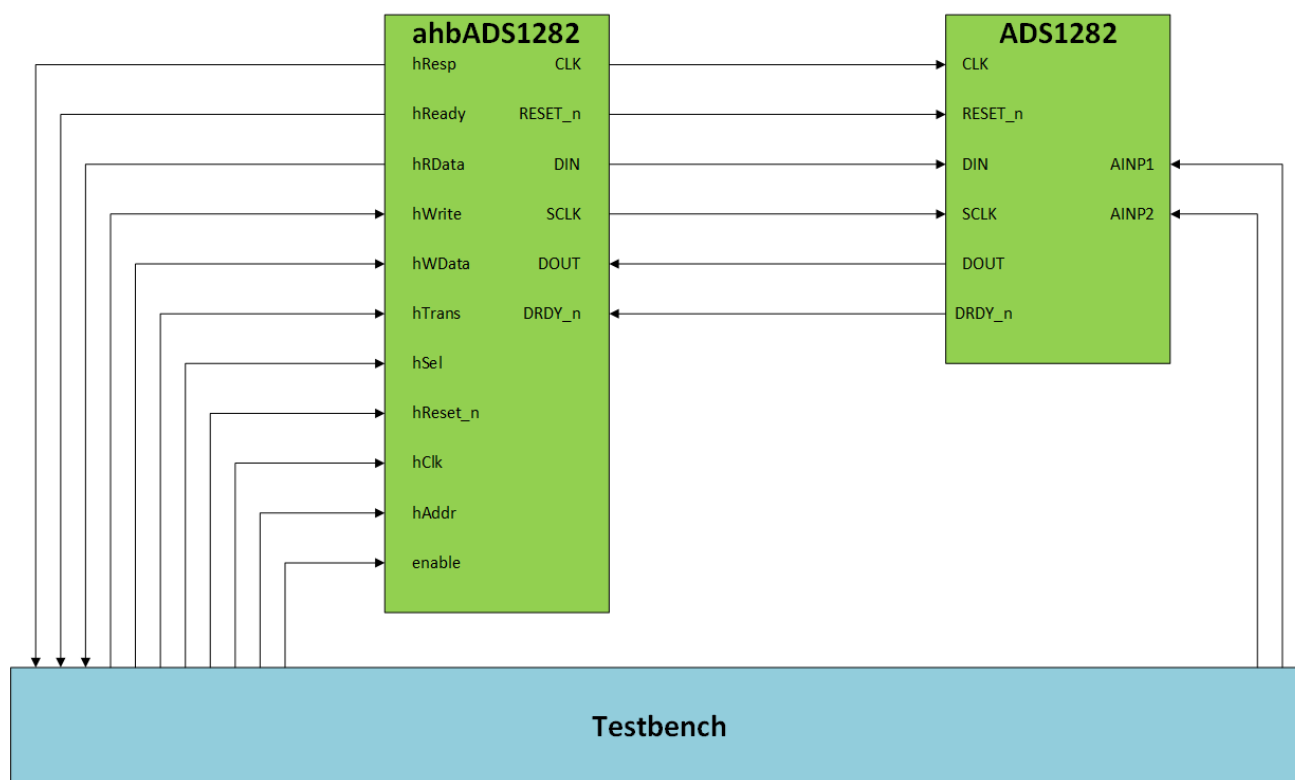 ahbADS1282
ADS1282
hResp CLK
CLK
hReady RESET_n
RESET_n
hRData DIN
DIN AINP1
hWrite SCLK
SCLK AINP2
hWData DOUT
DOUT
hTrans DRDY_n
DRDY_n
hSel
hReset_n
hClk
hAddr
enable
Testbench